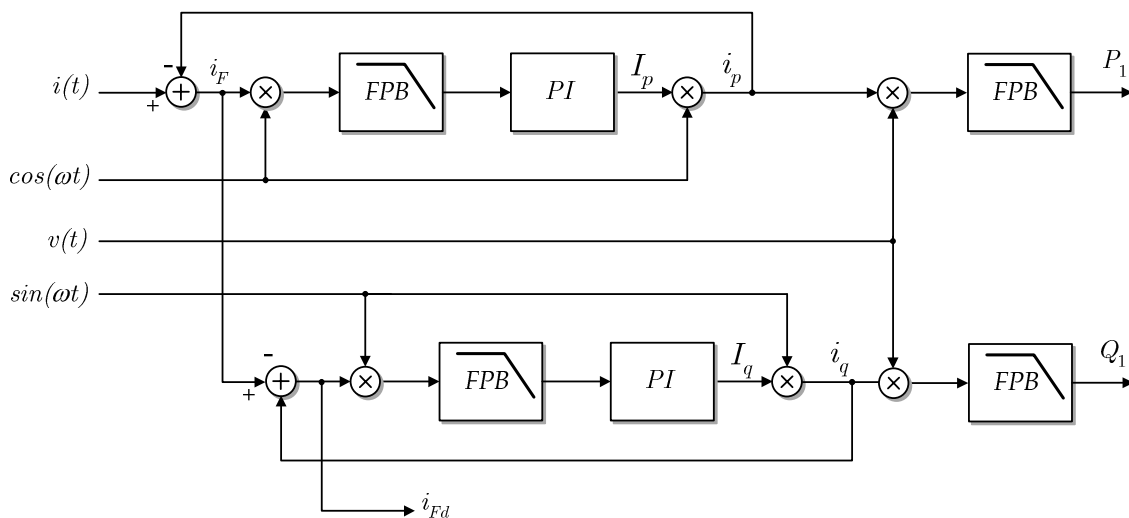 i(t)
-
+
+
i_F
×
FPB
PI
I_p
×
i_p
×
FPB
P_1
cos(ωt)
v(t)
sin(ωt)
-
+
+
×
FPB
PI
I_q
×
i_q
×
FPB
Q_1
i_Fd